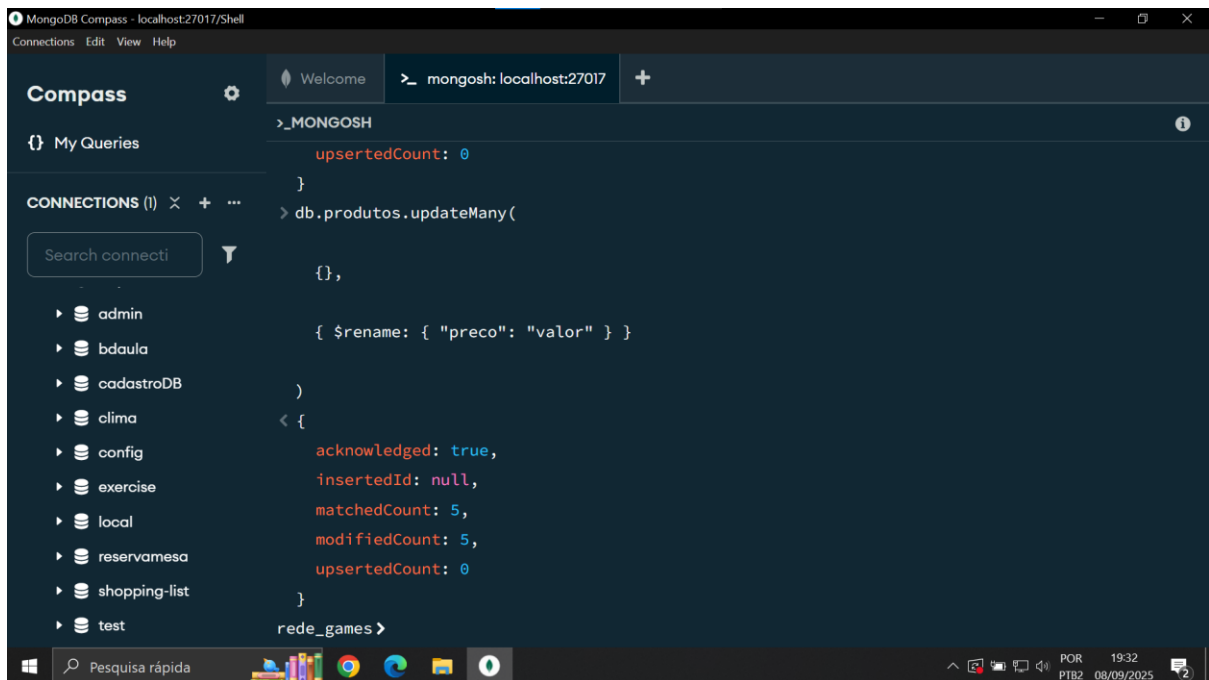 MongoDB Compass - localhost:27017/Shell
Connections Edit View Help
Compass
{} My Queries
CONNECTIONS (1)
Search connecti
admin
bdaula
cadastroDB
clima
config
exercise
local
reservamesa
shopping-list
test
Welcome
>_ mongosh: localhost:27017 +
>_MONGOSH
upsertedCount: 0
}
> db.produtos.updateMany(
{},
{ $rename: { "preco": "valor" } }
)
< {
acknowledged: true,
insertedId: null,
matchedCount: 5,
modifiedCount: 5,
upsertedCount: 0
}
rede_games>
Pesquisa rápida
POR
PTB2
19:32
08/09/2025
2